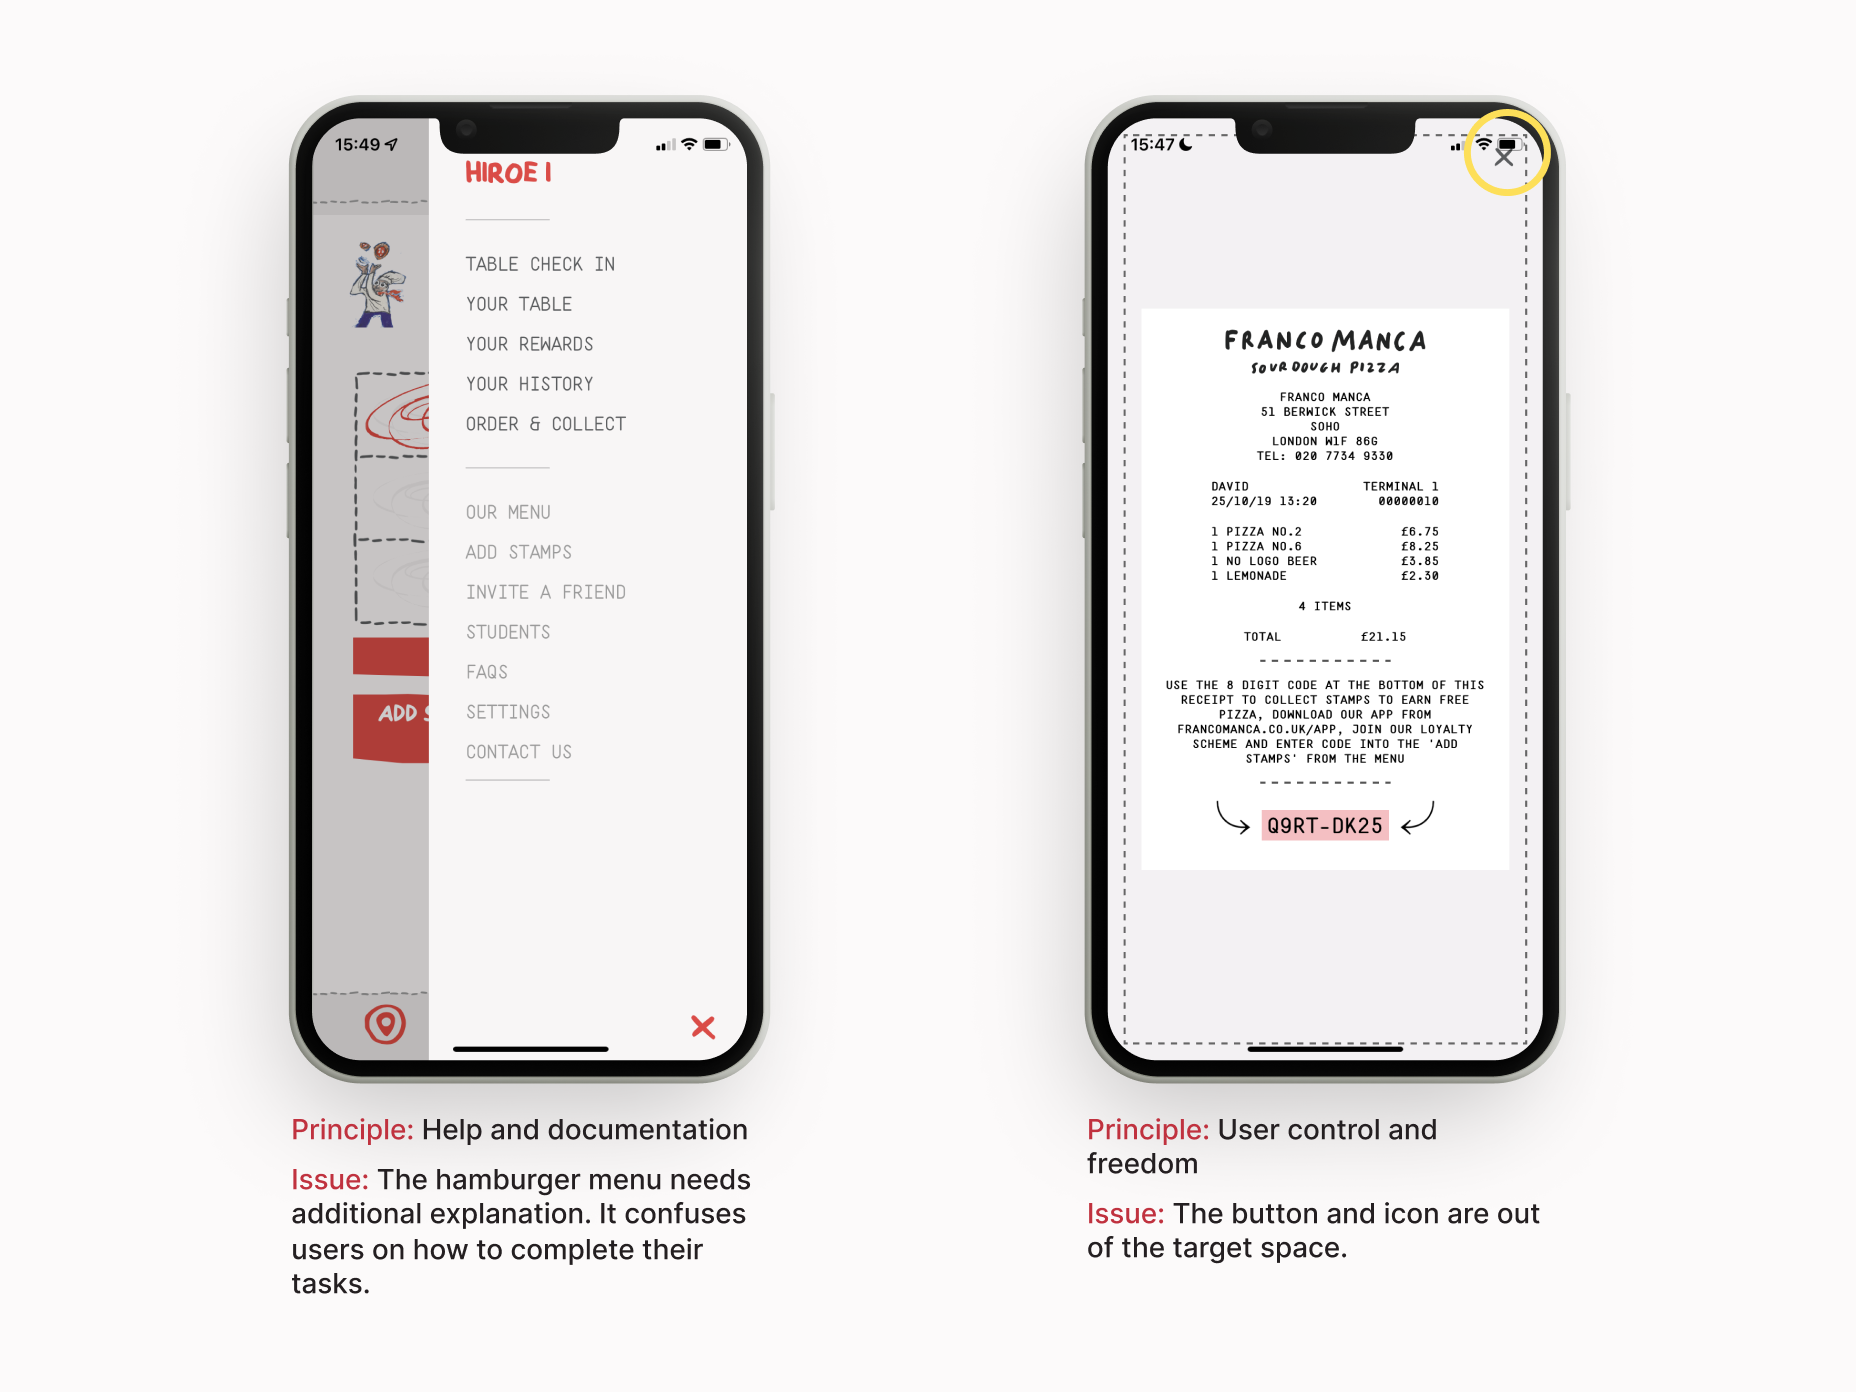 15:49
HIROE I
TABLE CHECK IN
YOUR TABLE
YOUR REWARDS
YOUR HISTORY
ORDER & COLLECT
OUR MENU
ADD STAMPS
INVITE A FRIEND
STUDENTS
FAQS
SETTINGS
CONTACT US
ADD S
Principle: Help and documentation
Issue: The hamburger menu needs
additional explanation. It confuses
users on how to complete their
tasks.
15:47
FRANCO MANCA
SOURDOUGH PIZZA
FRANCO MANCA
51 BERWICK STREET
SOHO
LONDON W1F 86G
TEL: 020 7734 9330
DAVID TERMINAL 1
25/10/19 13:20 00000010
1 PIZZA NO.2 £6.75
1 PIZZA NO.6 £8.25
1 NO LOGO BEER £3.85
1 LEMONADE £2.30
4 ITEMS
TOTAL £21.15
USE THE 8 DIGIT CODE AT THE BOTTOM OF THIS
RECEIPT TO COLLECT STAMPS TO EARN FREE
PIZZA, DOWNLOAD OUR APP FROM
FRANCOMANCA.CO.UK/APP, JOIN OUR LOYALTY
SCHEME AND ENTER CODE INTO THE 'ADD
STAMPS' FROM THE MENU
Q9RT-DK25
Principle: User control and
freedom
Issue: The button and icon are out
of the target space.